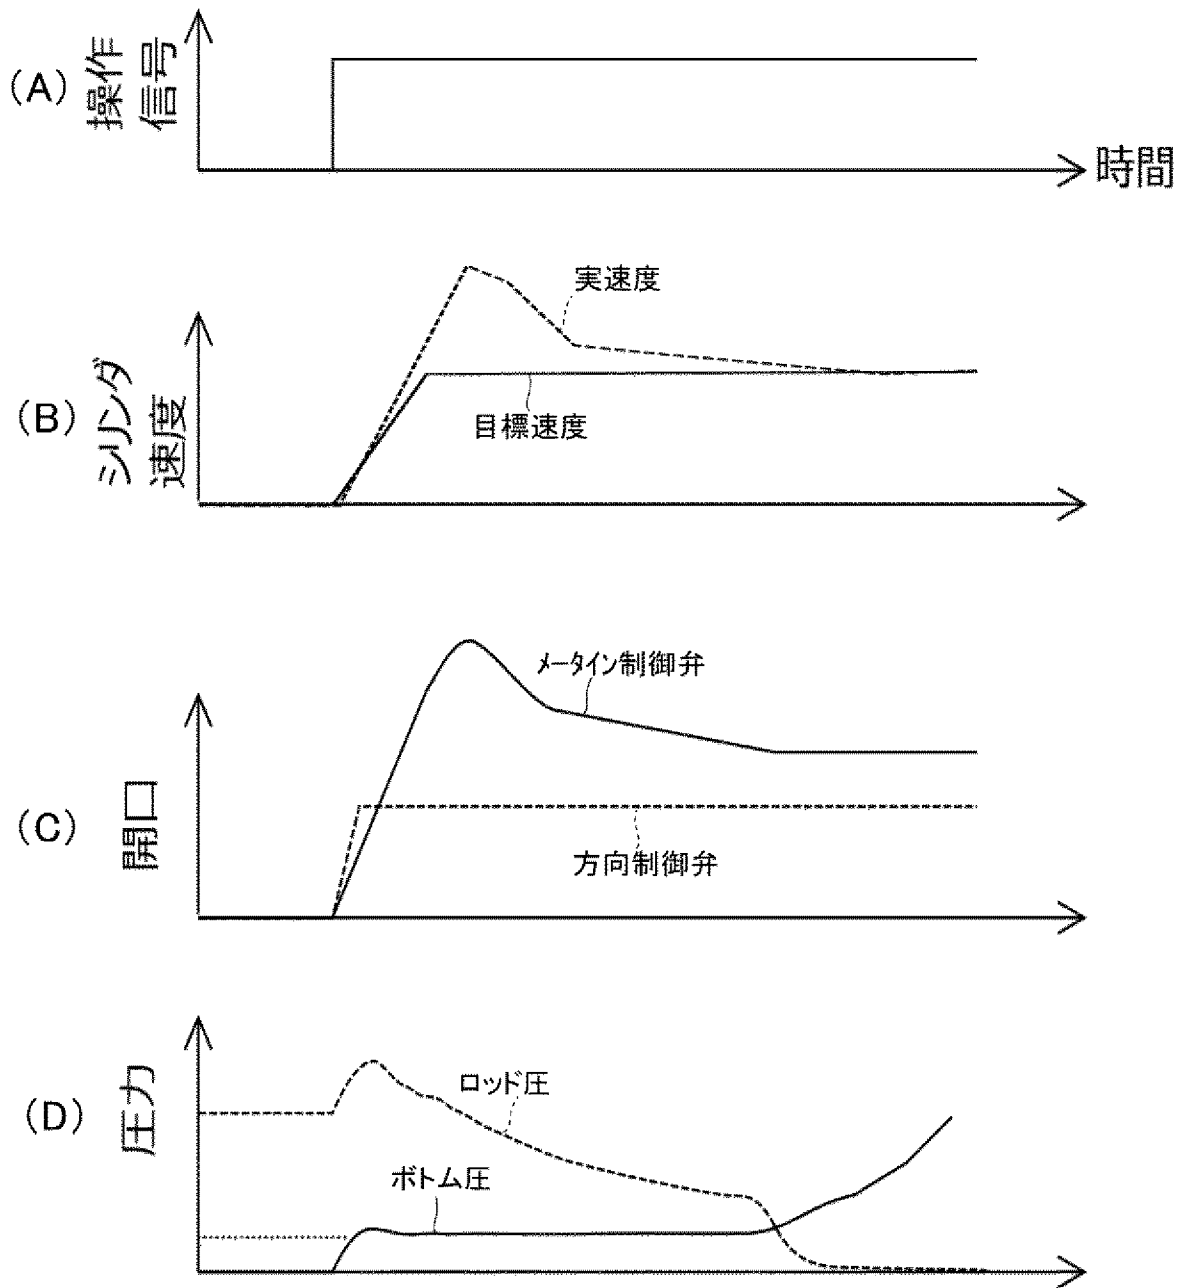 (A)
操作
信号
時間
(B)
シリンダ
速度
実速度
目標速度
(C)
開口
メータイン制御弁
方向制御弁
(D)
圧力
ロッド圧
ボトム圧